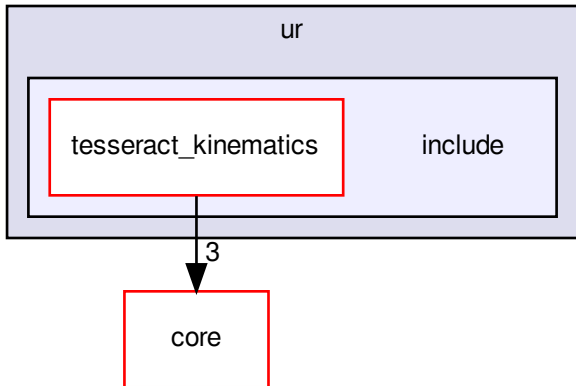 ur
tesseract_kinematics
include
3
core